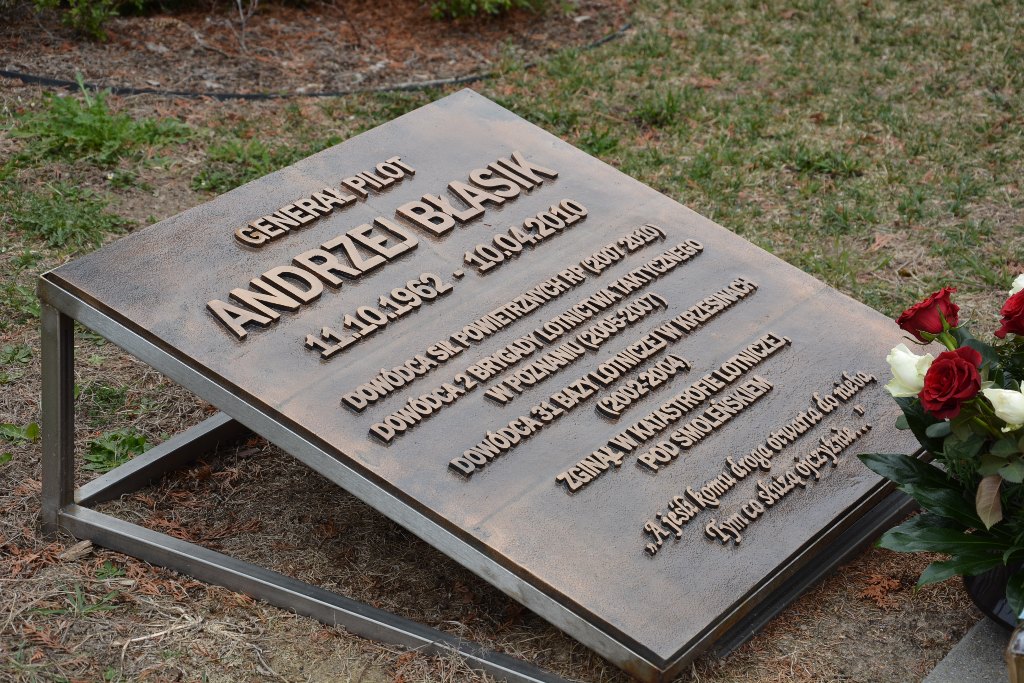 GENERAŁ PILOT
ANDRZEJ BŁASIK
11.10.1962 - 10.04.2010
DOWÓDCA SIŁ POWIETRZNYCH RP (2007-2010)
DOWÓDCA 2 BRYGADY LOTNICTWA TAKTYCZNEGO
W POZNANIU (2005-207)
DOWÓDCA 31 BAZY LOTNICZEJ W KRZESINACH
(2002-2004)
ZGINĄŁ W KATASTROFIE LOTNICZEJ
POD SMOLEŃSKIEM
„A jeśli komu droga otwarta do nieba,
Tym co służą ojczyźnie... ”